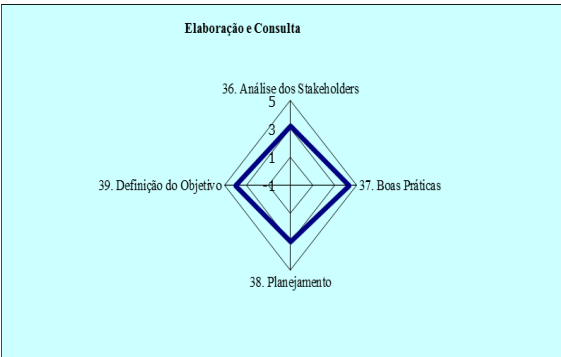 Elaboração e Consulta
36. Análise dos Stakeholders
5
3
1
39. Definição do Objetivo
-1
37. Boas Práticas
38. Planejamento